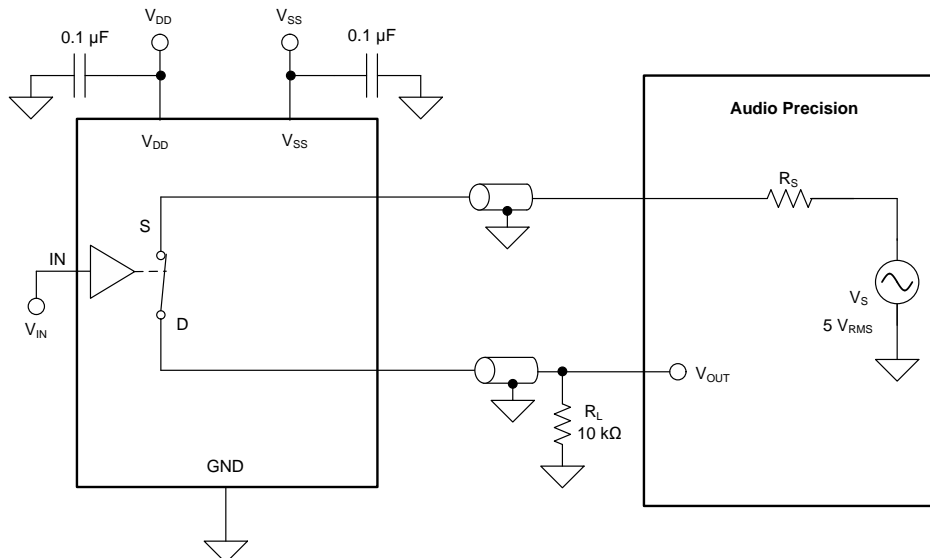 V_DD
V_SS
0.1 µF
0.1 µF
Audio Precision
V_DD
V_SS
R_S
S
IN
V_S
5 V_RMS
D
V_IN
V_OUT
R_L
10 kΩ
GND